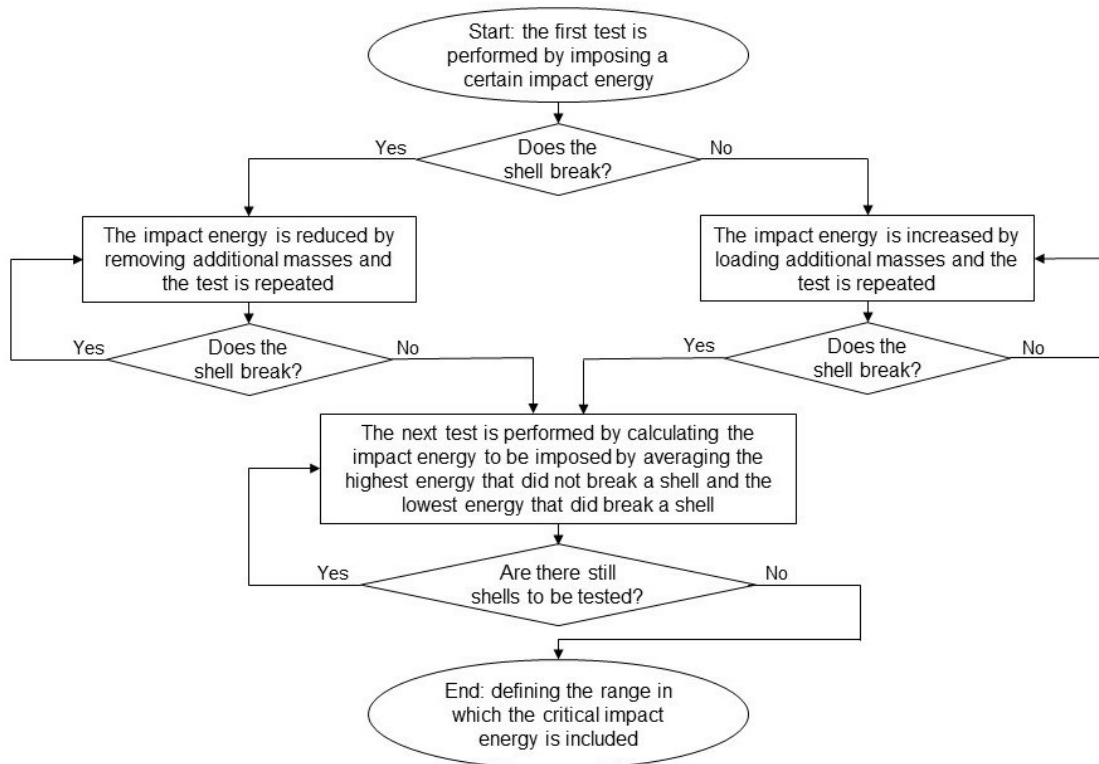 Start: the first test is
performed by imposing a
certain impact energy
Yes
Does the
shell break?
No
The impact energy is reduced by
removing additional masses and
the test is repeated
The impact energy is increased by
loading additional masses and the
test is repeated
Yes
Does the
shell break?
No
Yes
Does the
shell break?
No
The next test is performed by calculating the
impact energy to be imposed by averaging the
highest energy that did not break a shell and the
lowest energy that did break a shell
Yes
Are there still
shells to be tested?
No
End: defining the range in
which the critical impact
energy is included